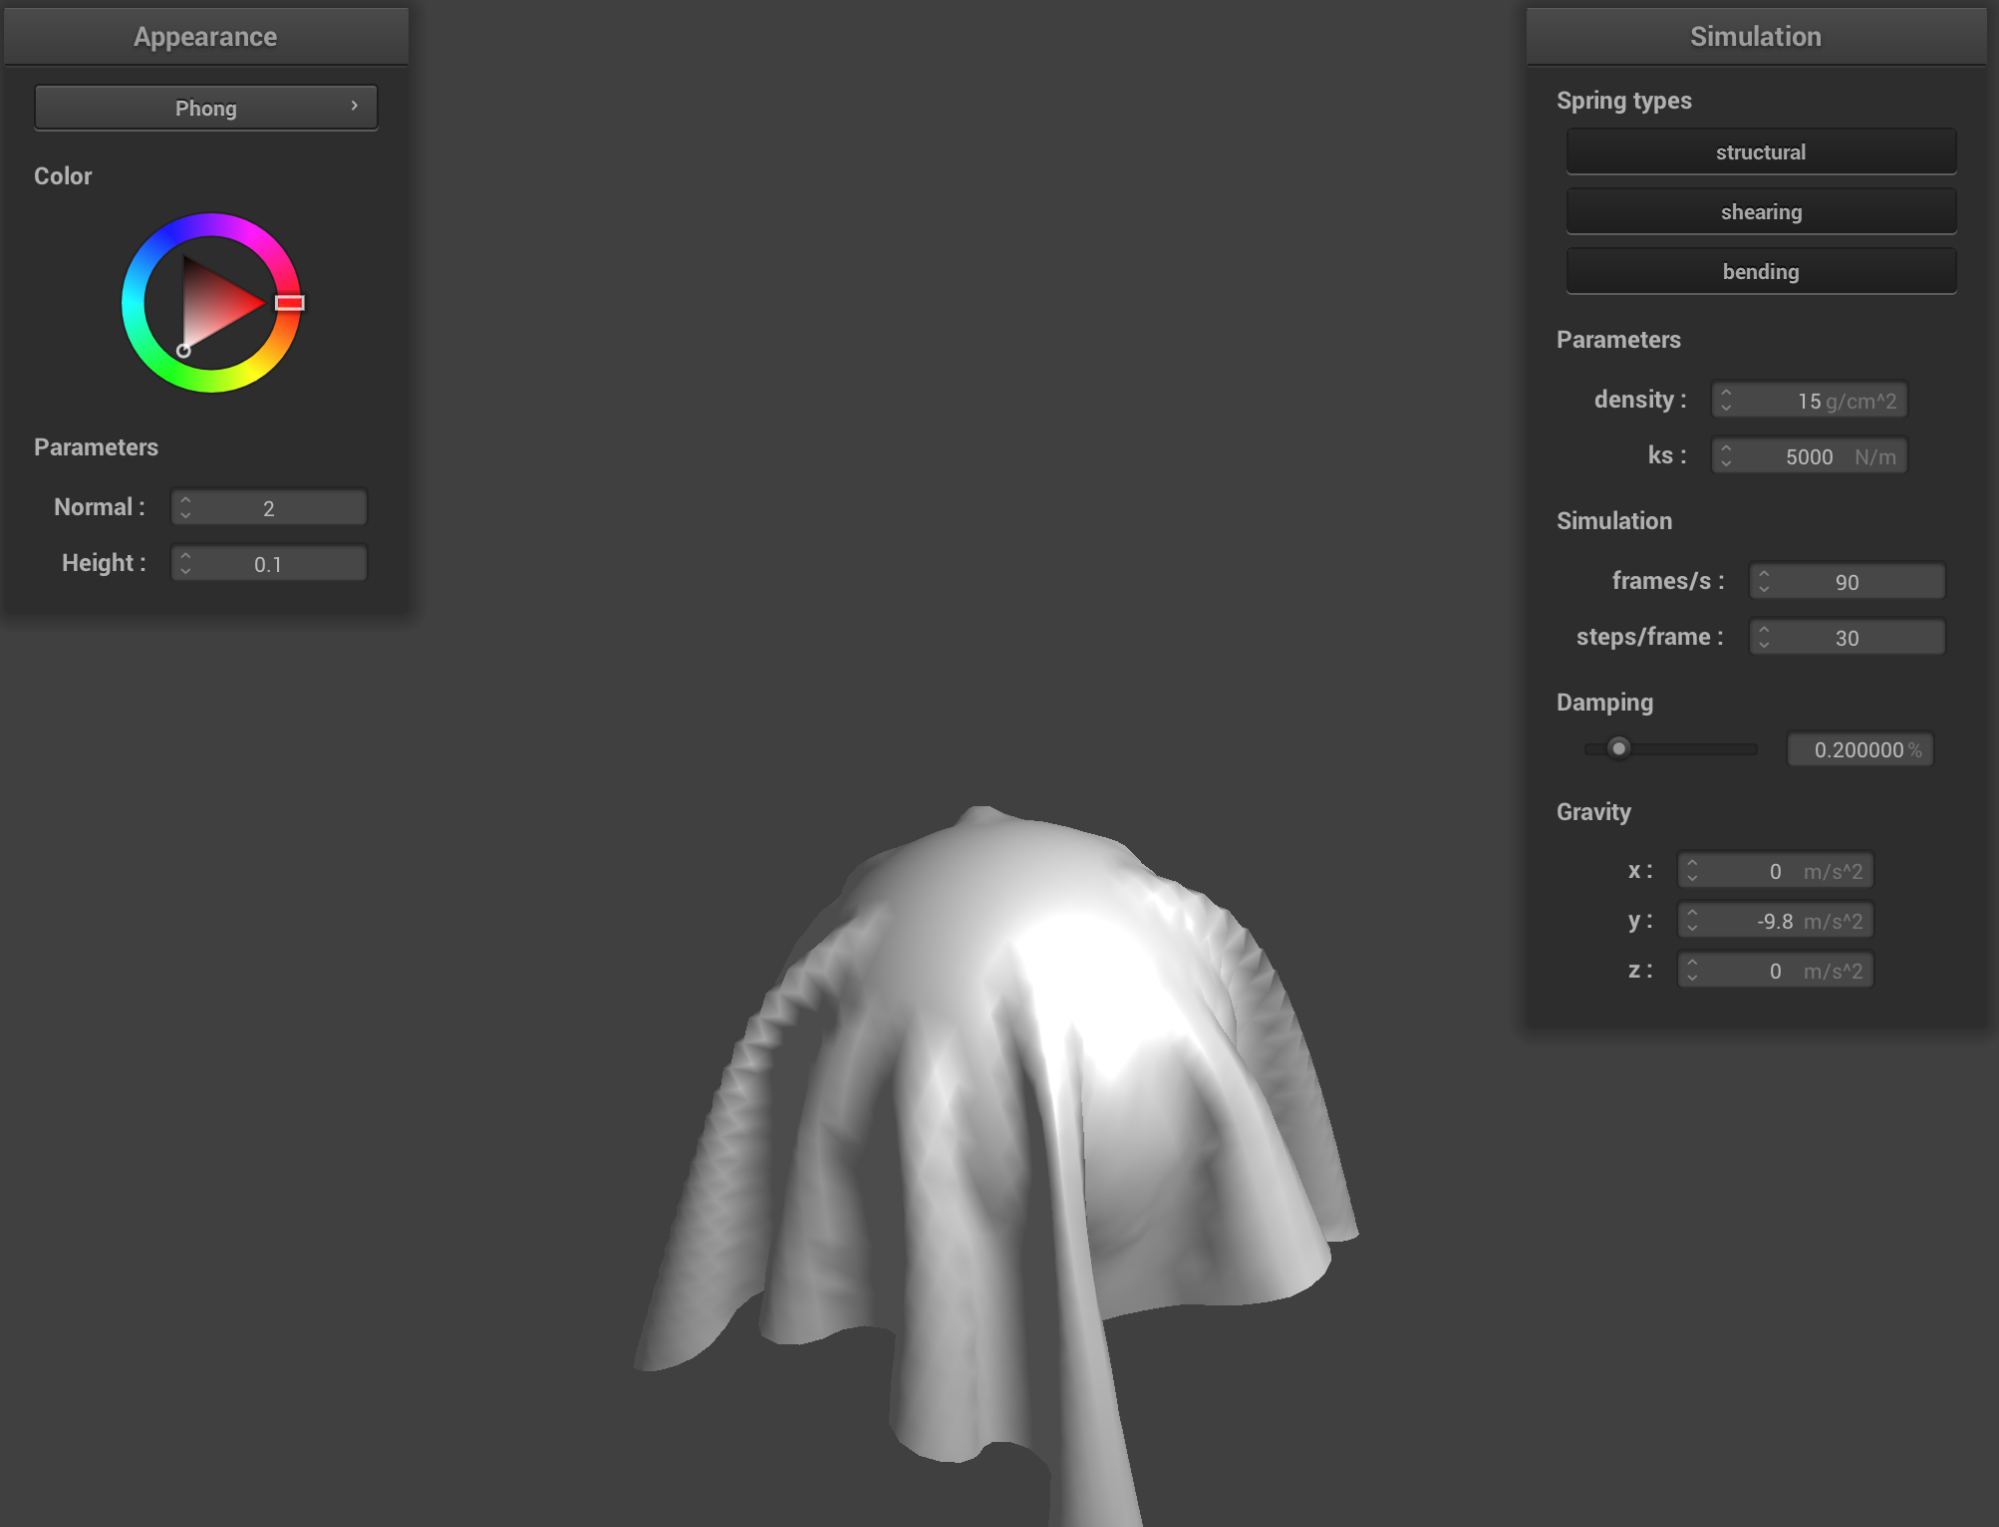 Appearance
Phong
Color
Parameters
Normal : 2
Height : 0.1
Simulation
Spring types
structural
shearing
bending
Parameters
density : 15 g/cm^2
ks : 5000 N/m
Simulation
frames/s : 90
steps/frame : 30
Damping
0.200000 %
Gravity
x : 0 m/s^2
y : -9.8 m/s^2
z : 0 m/s^2